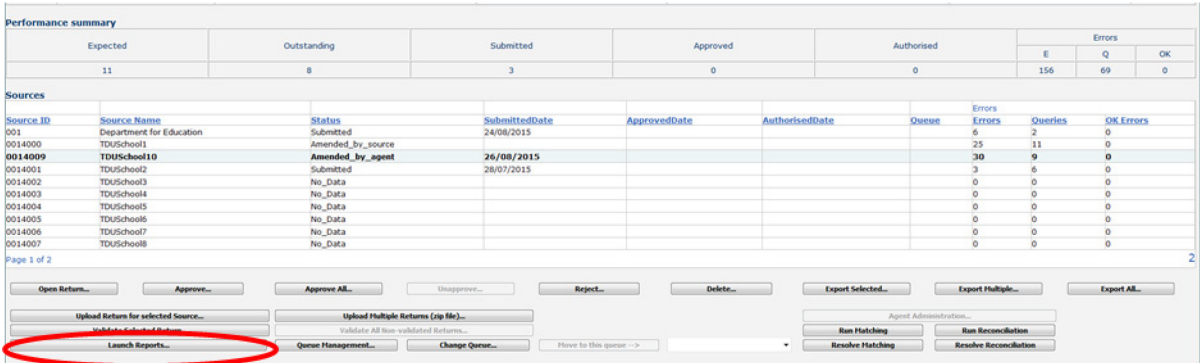 Performance summary
Expected Outstanding Submitted Approved Authorised Errors
E Q OK
11 8 3 0 0 156 69 0
Sources
Errors
Source ID Source Name Status SubmittedDate ApprovedDate AuthorisedDate Queue Errors Queries OK Errors
001 Department for Education Submitted 24/08/2015 6 2 0
0014000 TDUSchool1 Amended_by_source 25 11 0
0014009 TDUSchool10 Amended_by_agent 26/08/2015 30 9 0
0014001 TDUSchool2 Submitted 28/07/2015 3 6 0
0014002 TDUSchool3 No_Data 0 0 0
0014003 TDUSchool4 No_Data 0 0 0
0014004 TDUSchool5 No_Data 0 0 0
0014005 TDUSchool6 No_Data 0 0 0
0014006 TDUSchool7 No_Data 0 0 0
0014007 TDUSchool8 No_Data 0 0 0
Page 1 of 2 2
Open Return... Approve... Approve All... Unapprove... Reject... Delete... Export Selected... Export Multiple... Export All...
Upload Return for selected Source... Upload Multiple Returns (zip file)... Agent Administration...
Validate Selected Return... Validate All Non-validated Returns... Run Matching Run Reconciliation
Launch Reports... Queue Management... Change Queue... Move to this queue --> Resolve Matching Resolve Reconciliation